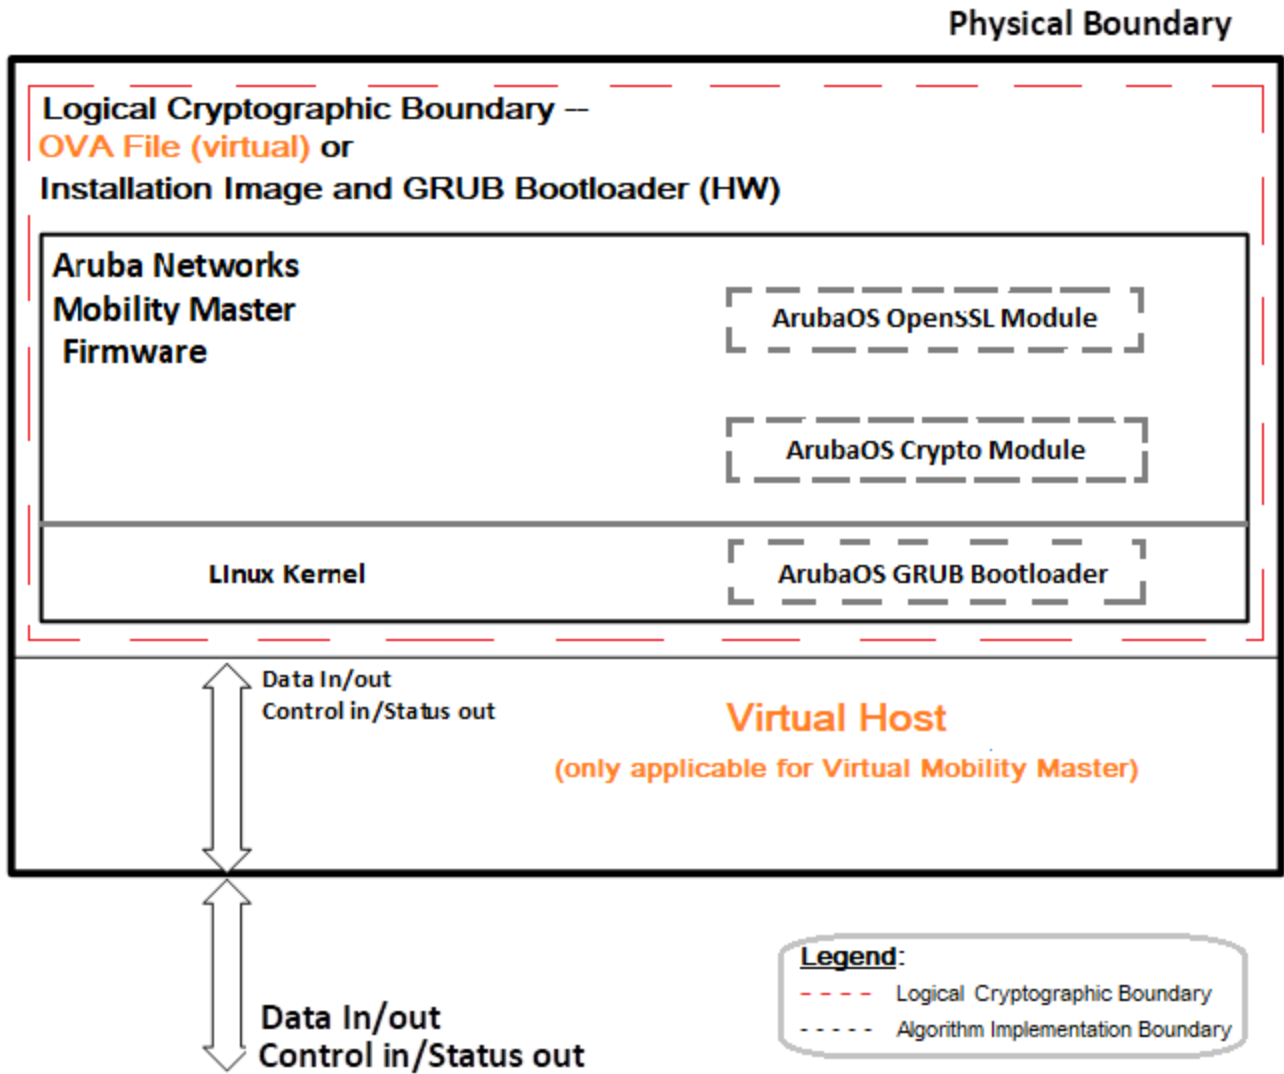 Physical Boundary
Logical Cryptographic Boundary --
OVA File (virtual) or
Installation Image and GRUB Bootloader (HW)
Aruba Networks
Mobility Master
Firmware
ArubaOS OpenSSL Module
ArubaOS Crypto Module
LInux Kernel
ArubaOS GRUB Bootloader
Data In/out
Control in/Status out
Virtual Host
(only applicable for Virtual Mobility Master)
Data In/out
Control in/Status out
Legend:
Logical Cryptographic Boundary
Algorithm Implementation Boundary